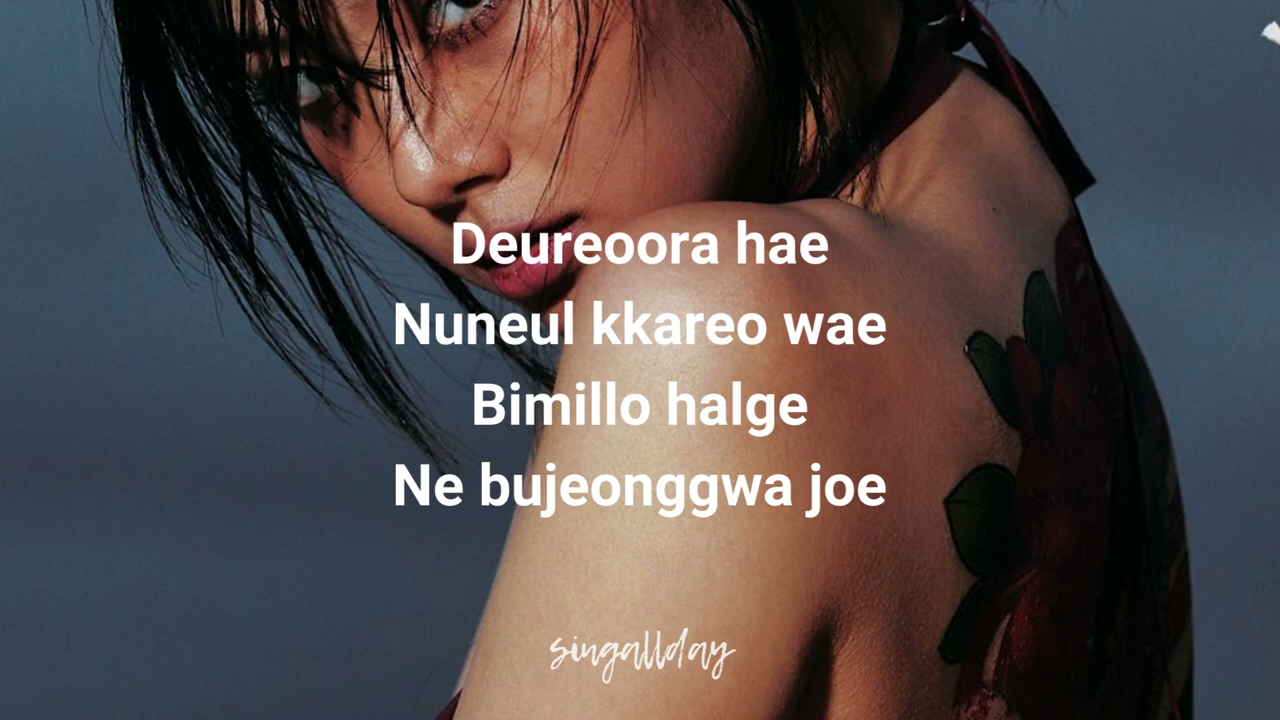 Deureoora hae
Nuneul kkareo wae
Bimillo halge
Ne bujeonggwa joe
singallday